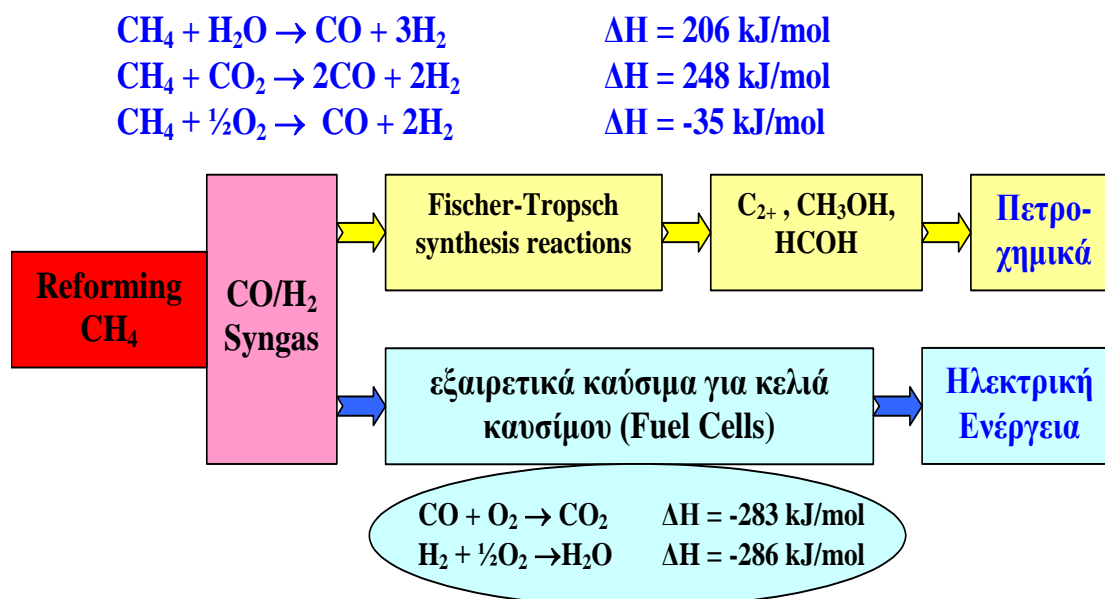 CH₄ + H₂O → CO + 3H₂ ΔH = 206 kJ/mol
CH₄ + CO₂ → 2CO + 2H₂ ΔH = 248 kJ/mol
CH₄ + ½O₂ → CO + 2H₂ ΔH = -35 kJ/mol
Reforming
CH₄
CO/H₂
Syngas
Fischer-Tropsch
synthesis reactions
C₂₊ , CH₃OH,
HCOH
Πετρο-
χημικά
εξαιρετικά καύσιμα για κελιά
καυσίμου (Fuel Cells)
Ηλεκτρική
Ενέργεια
CO + O₂ → CO₂ ΔH = -283 kJ/mol
H₂ + ½O₂ →H₂O ΔH = -286 kJ/mol